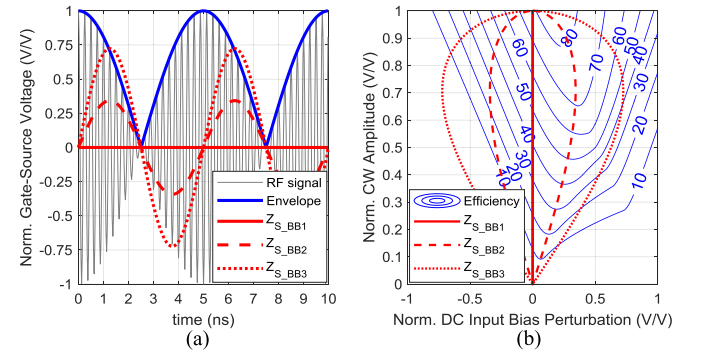 1
0.75
0.5
0.25
0
-0.25
-0.5
-0.75
-1
Norm. Gate-Source Voltage (V/V)
RF signal
Envelope
Z_S_BB1
Z_S_BB2
Z_S_BB3
0 1 2 3 4 5 6 7 8 9 10
time (ns)
(a)
1
0.9
0.8
0.7
0.6
0.5
0.4
0.3
0.2
0.1
0
Norm. CW Amplitude (V/V)
60
50
40
30
20
10
80
70
60
50
40
30
20
10
Efficiency
Z_S_BB1
Z_S_BB2
Z_S_BB3
-1 -0.5 0 0.5 1
Norm. DC Input Bias Perturbation (V/V)
(b)